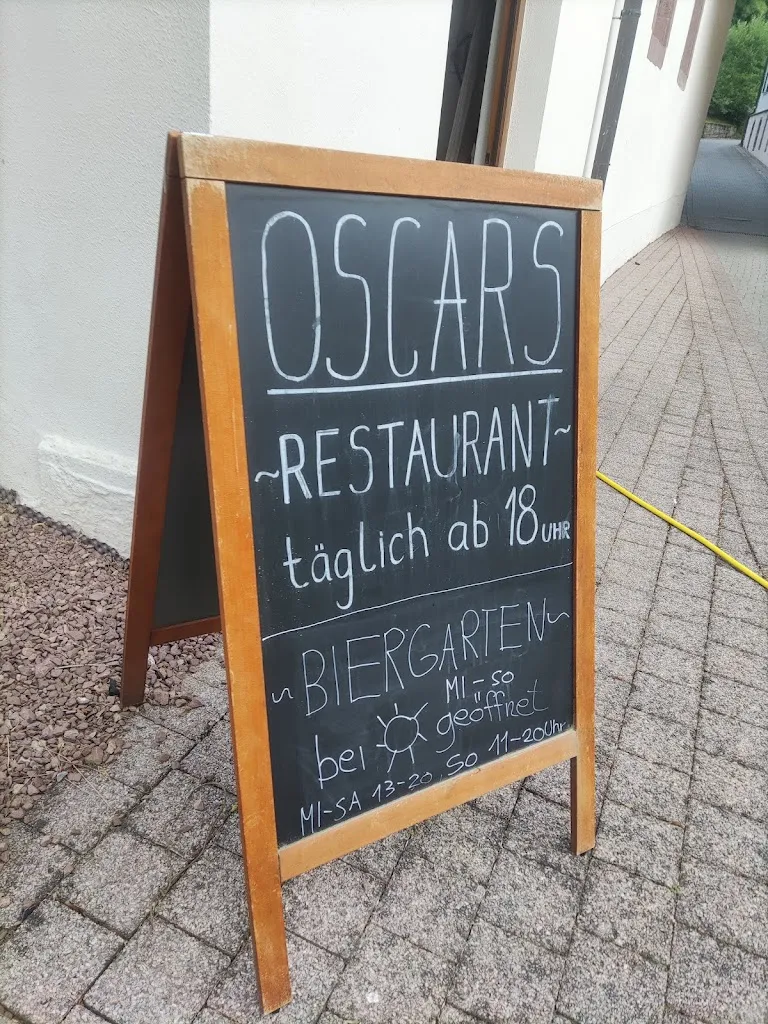 OSCARS
~RESTAURANT~
täglich ab 18 UHR
~BIERGARTEN~
MI-SO
bei geöffnet
MI-SA 13-20, SO 11-20Uhr